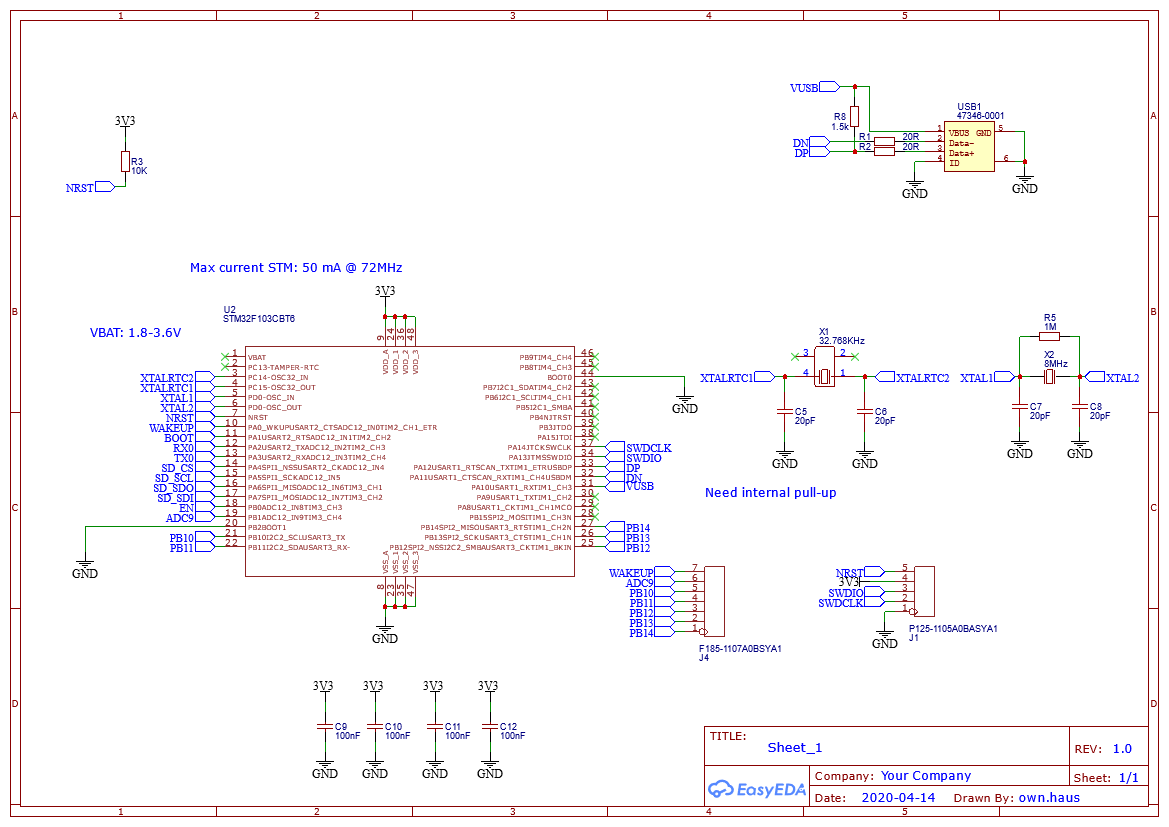 1 2 3 4 5
A A
B B
C C
D D
1 2 3 4 5
3V3
R3
10K
NRST
VUSB
R8
1.5k
USB1
47346-0001
DN
DP
R1 20R
R2 20R
1 VBUS GND 5
2 Data-
3 Data+
4 ID 6
GND
GND
Max current STM: 50 mA @ 72MHz
VBAT: 1.8-3.6V
U2
STM32F103CBT6
3V3
9 24 36 48
VDD_A VDD_1 VDD_2 VDD_3
1 VBAT
2 PC13-TAMPER-RTC
XTALRTC2 3 PC14-OSC32_IN
XTALRTC1 4 PC15-OSC32_OUT
XTAL1 5 PD0-OSC_IN
XTAL2 6 PD0-OSC_OUT
NRST 7 NRST
WAKEUP 10 PA0_WKUPUSART2_CTSADC12_IN0TIM2_CH1_ETR
BOOT 11 PA1USART2_RTSADC12_IN1TIM2_CH2
RX0 12 PA2USART2_TXADC12_IN2TIM2_CH3
TX0 13 PA3USART2_RXADC12_IN3TIM2_CH4
SD_CS 14 PA4SPI1_NSSUSART2_CKADC12_IN4
SD_SCL 15 PA5SPI1_SCKADC12_IN5
SD_SDO 16 PA6SPI1_MISOADC12_IN6TIM3_CH1
SD_SDI 17 PA7SPI1_MOSIADC12_IN7TIM3_CH2
EN 18 PB0ADC12_IN8TIM3_CH3
ADC9 19 PB1ADC12_IN9TIM3_CH4
20 PB2BOOT1
PB10 21 PB10I2C2_SCLUSART3_TX
PB11 22 PB11I2C2_SDAUSART3_RX-
PB9TIM4_CH4 46
PB8TIM4_CH3 45
BOOT0 44
PB7I2C1_SDATIM4_CH2 43
PB6I2C1_SCLTIM4_CH1 42
PB5I2C1_SMBA 41
PB4NJTRST 40
PB3JTDO 39
PA15JTDI 38
PA14JTCKSWCLK 37 SWDCLK
PA13JTMSSWDIO 34 SWDIO
PA12USART1_RTSCAN_TXTIM1_ETRUSBDP 33 DP
PA11USART1_CTSCAN_RXTIM1_CH4USBDM 32 DN
PA10USART1_RXTIM1_CH3 31 VUSB
PA9USART1_TXTIM1_CH2 30
PA8USART1_CKTIM1_CH1MCO 29
PB15SPI2_MOSITIM1_CH3N 28
PB14SPI2_MISOUSART3_RTSTIM1_CH2N 27 PB14
PB13SPI2_SCKUSART3_CTSTIM1_CH1N 26 PB13
PB12SPI2_NSSI2C2_SMBAUSART3_CKTIM1_BKIN 25 PB12
VSS_A VSS_1 VSS_2 VSS_3
8 23 35 47
GND
GND
GND
X1
32.768KHz
3 2
XTALRTC1 4 1 XTALRTC2
C5
20pF
C6
20pF
GND GND
R5
1M
X2
8MHz
XTAL1 XTAL2
C7
20pF
C8
20pF
GND GND
Need internal pull-up
WAKEUP 7
ADC9 6
PB10 5
PB11 4
PB12 3
PB13 2
PB14 1
F185-1107A0BSYA1
J4
NRST 5
3V3 4
SWDIO 3
SWDCLK 2
1
GND
P125-1105A0BASYA1
J1
3V3 3V3 3V3 3V3
C9
100nF
C10
100nF
C11
100nF
C12
100nF
GND GND GND GND
TITLE:
Sheet_1
REV: 1.0
EasyEDA
Company: Your Company
Sheet: 1/1
Date: 2020-04-14 Drawn By: own.haus